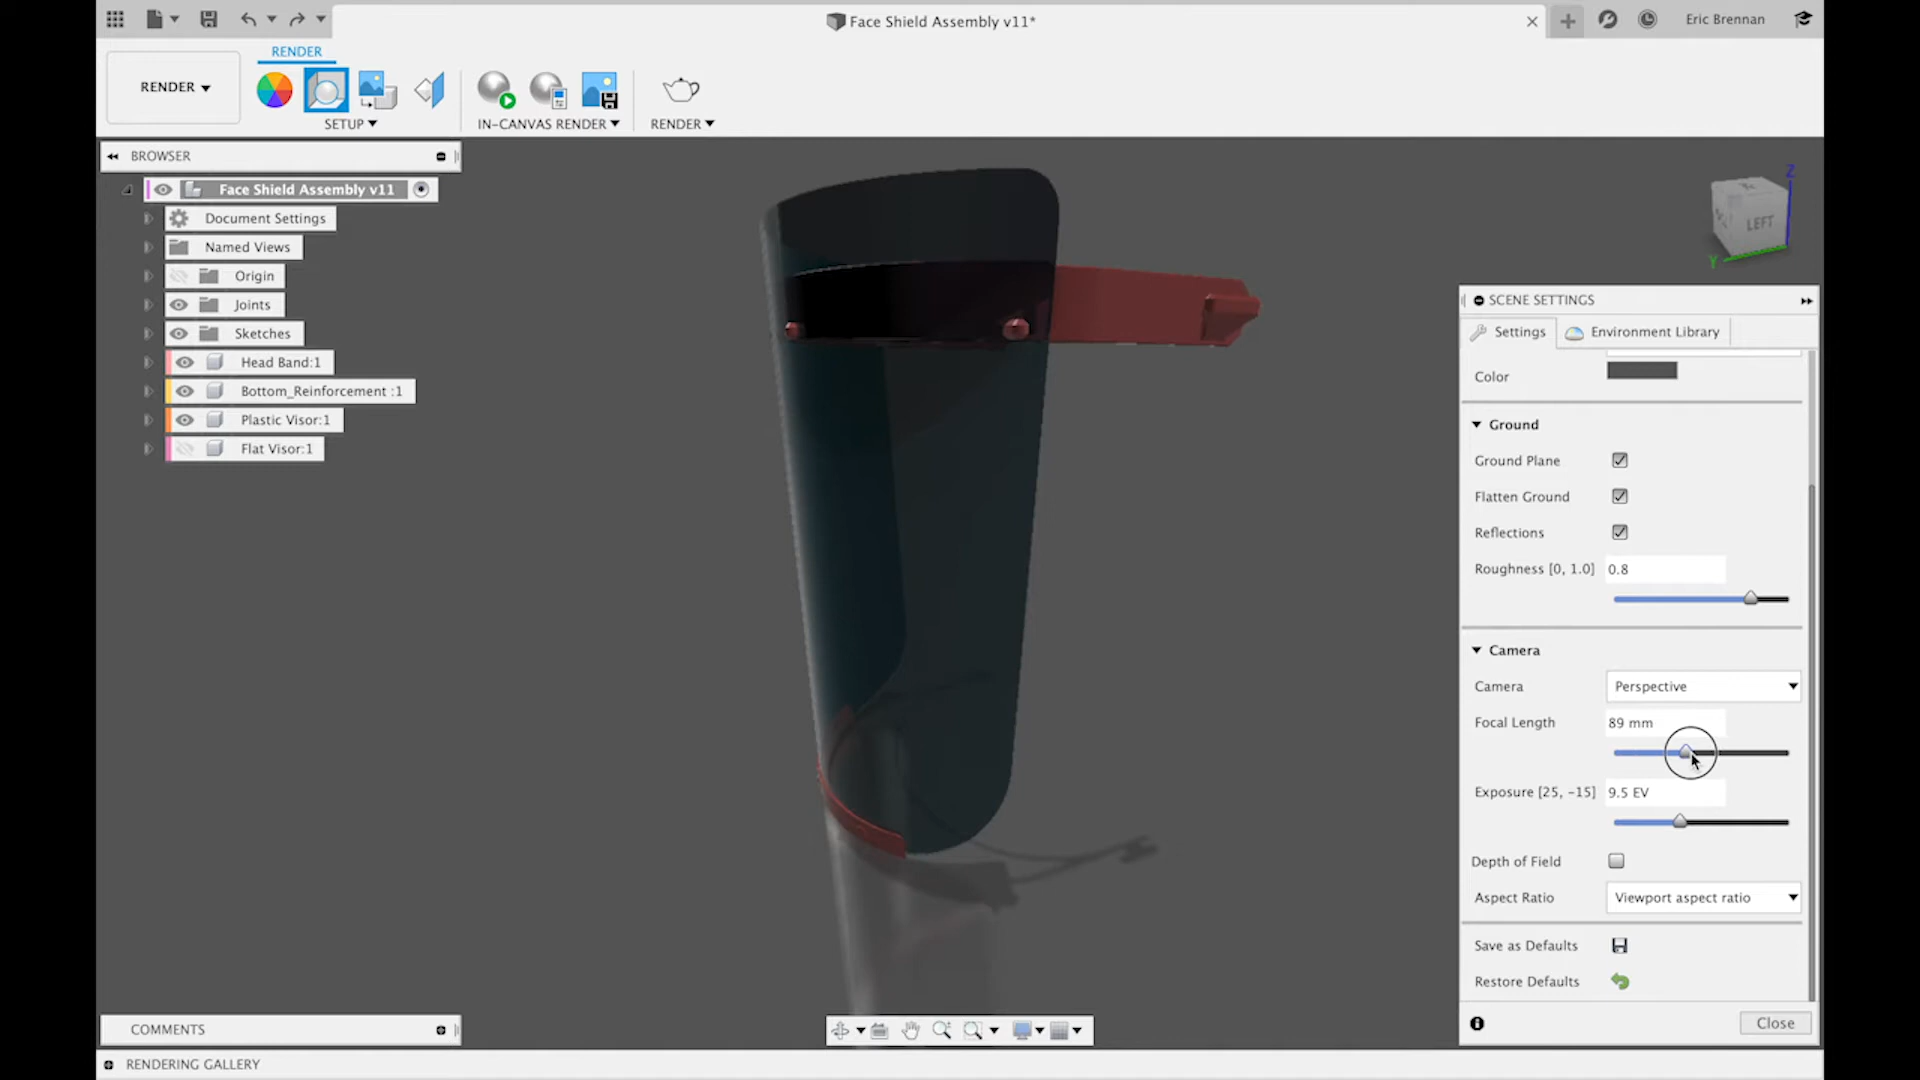 Face Shield Assembly v11*
Eric Brennan
RENDER
RENDER
SETUP
IN-CANVAS RENDER
RENDER
BROWSER
Face Shield Assembly v11
Document Settings
Named Views
Origin
Joints
Sketches
Head Band:1
Bottom_Reinforcement :1
Plastic Visor:1
Flat Visor:1
Z
LEFT
Y
SCENE SETTINGS
Settings
Environment Library
Color
Ground
Ground Plane
Flatten Ground
Reflections
Roughness [0, 1.0] 0.8
Camera
Camera Perspective
Focal Length 89 mm
Exposure [25, -15] 9.5 EV
Depth of Field
Aspect Ratio Viewport aspect ratio
Save as Defaults
Restore Defaults
Close
COMMENTS
RENDERING GALLERY